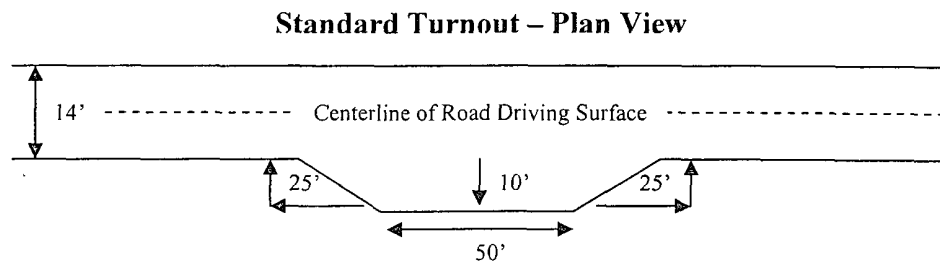 Standard Turnout – Plan View
14'
Centerline of Road Driving Surface
25'
10'
25'
50'